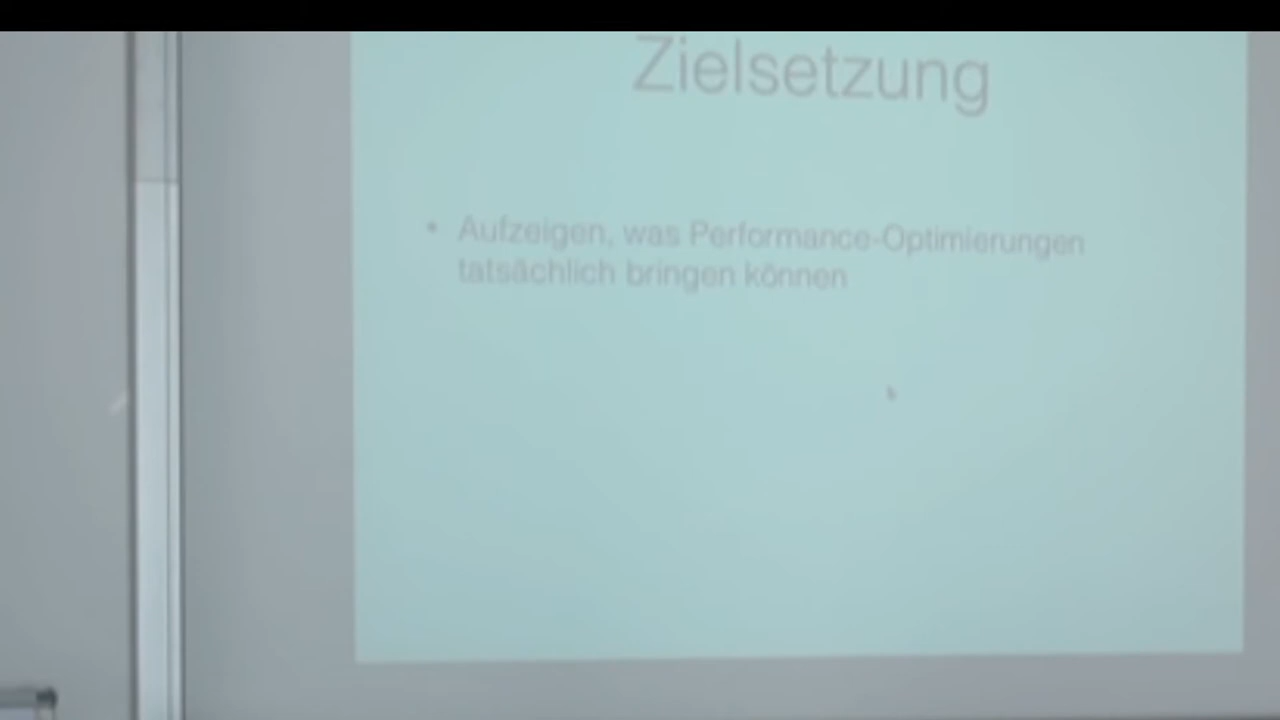 Zielsetzung
• Aufzeigen, was Performance-Optimierungen
tatsächlich bringen können